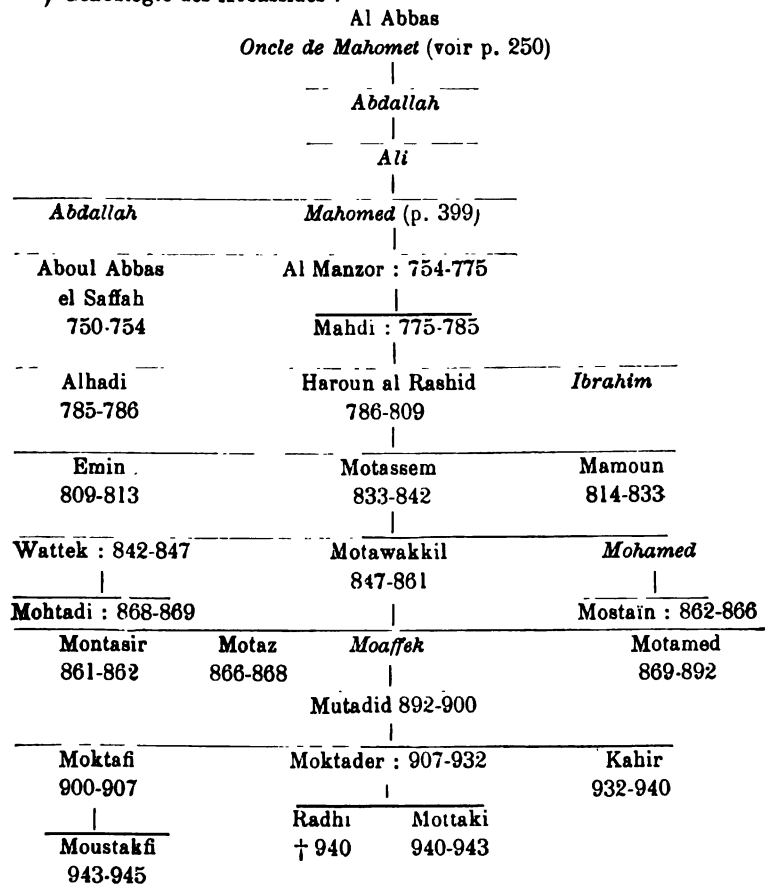 ) Généalogie des Abbassides :
Al Abbas
Oncle de Mahomet (voir p. 250)
Abdallah
Ali
Abdallah Mahomed (p. 399)
Aboul Abbas Al Manzor : 754-775
el Saffah
750-754 Mahdi : 775-785
Alhadi Haroun al Rashid Ibrahim
785-786 786-809
Emin Motassem Mamoun
809-813 833-842 814-833
Wattek : 842-847 Motawakkil Mohamed
847-861
Mohtadi : 868-869 Mostaïn : 862-866
Montasir Motaz Moaffek Motamed
861-862 866-868 869-892
Mutadid 892-900
Moktafi Moktader : 907-932 Kahir
900-907 932-940
Radhi Mottaki
Moustakfi † 940 940-943
943-945